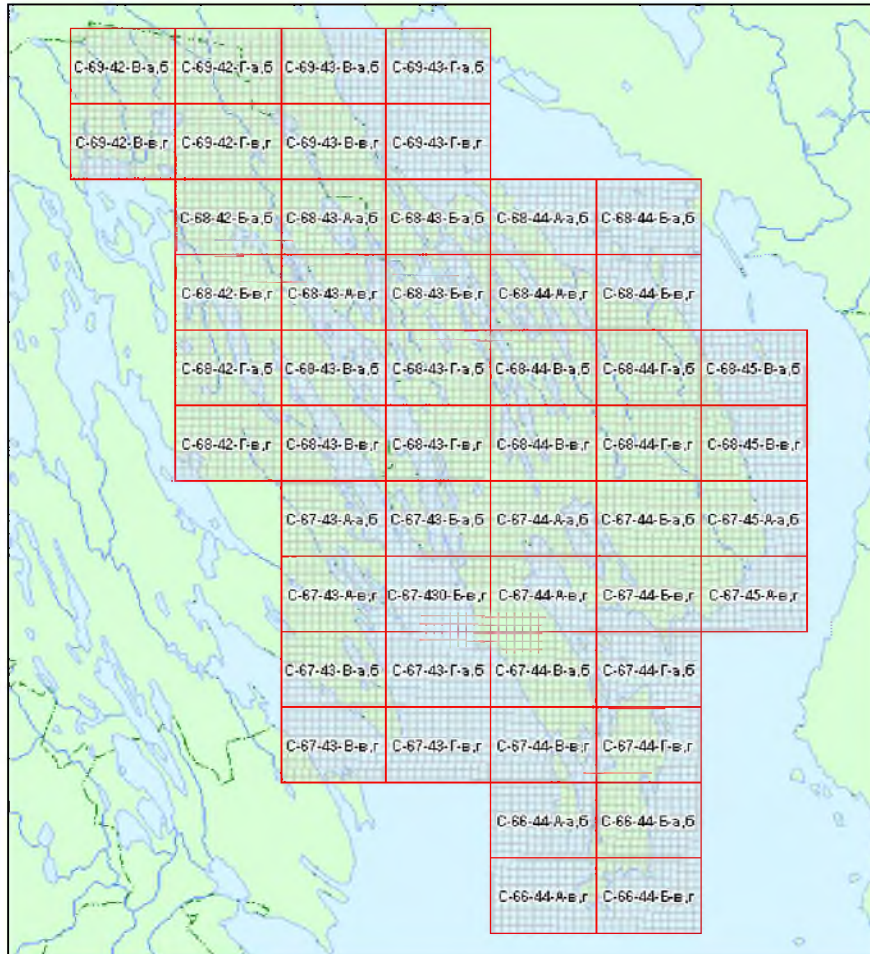 С-69-42-В-а,б С-69-42-Г-а,б С-69-43-В-а,б С-69-43-Г-а,б
С-69-42-В-в,г С-69-42-Г-в,г С-69-43-В-в,г С-69-43-Г-в,г
С-68-42-Б-а,б С-68-43-А-а,б С-68-43-Б-а,б С-68-44-А-а,б С-68-44-Б-а,б
С-68-42-Б-в,г С-68-43-А-в,г С-68-43-Б-в,г С-68-44-А-в,г С-68-44-Б-в,г
С-68-42-Г-а,б С-68-43-В-а,б С-68-43-Г-а,б С-68-44-В-а,б С-68-44-Г-а,б С-68-45-В-а,б
С-68-42-Г-в,г С-68-43-В-в,г С-68-43-Г-в,г С-68-44-В-в,г С-68-44-Г-в,г С-68-45-В-в,г
С-67-43-А-а,б С-67-43-Б-а,б С-67-44-А-а,б С-67-44-Б-а,б С-67-45-А-а,б
С-67-43-А-в,г С-67-430-Б-в,г С-67-44-А-в,г С-67-44-Б-в,г С-67-45-А-в,г
С-67-43-В-а,б С-67-43-Г-а,б С-67-44-В-а,б С-67-44-Г-а,б
С-67-43-В-в,г С-67-43-Г-в,г С-67-44-В-в,г С-67-44-Г-в,г
С-66-44-А-а,б С-66-44-Б-а,б
С-66-44-А-в,г С-66-44-Б-в,г